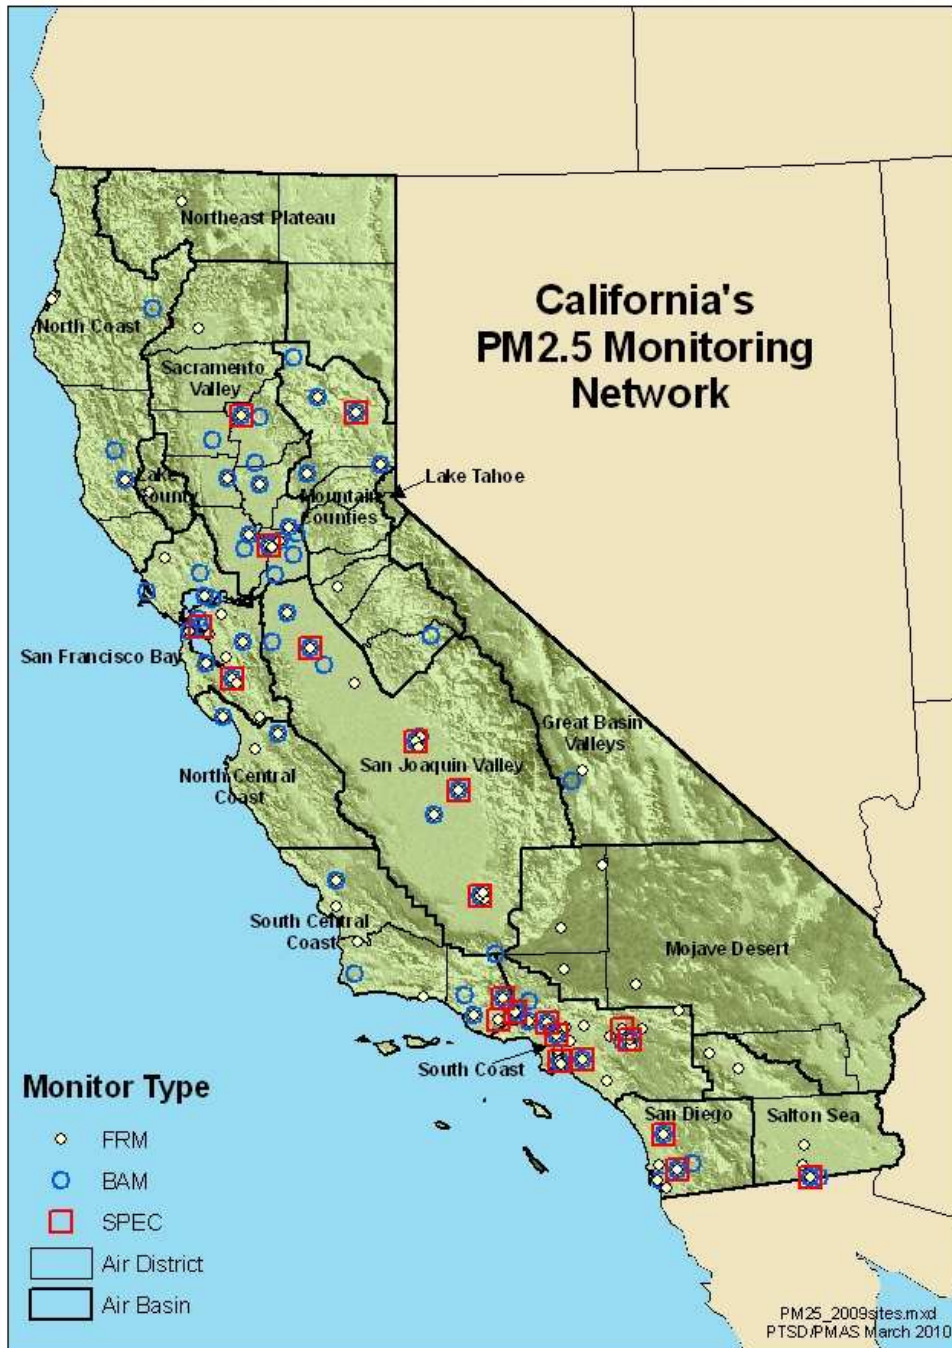 California's
PM2.5 Monitoring
Network
Northeast Plateau
North Coast
Sacramento
Valley
Lake
County
Mountain
Counties
Lake Tahoe
San Francisco Bay
North Central
Coast
San Joaquin Valley
Great Basin
Valleys
South Central
Coast
Mojave Desert
South Coast
San Diego
Salton Sea
Monitor Type
FRM
BAM
SPEC
Air District
Air Basin
PM25_2009sites.mxd
PTSD/PMAS March 2010